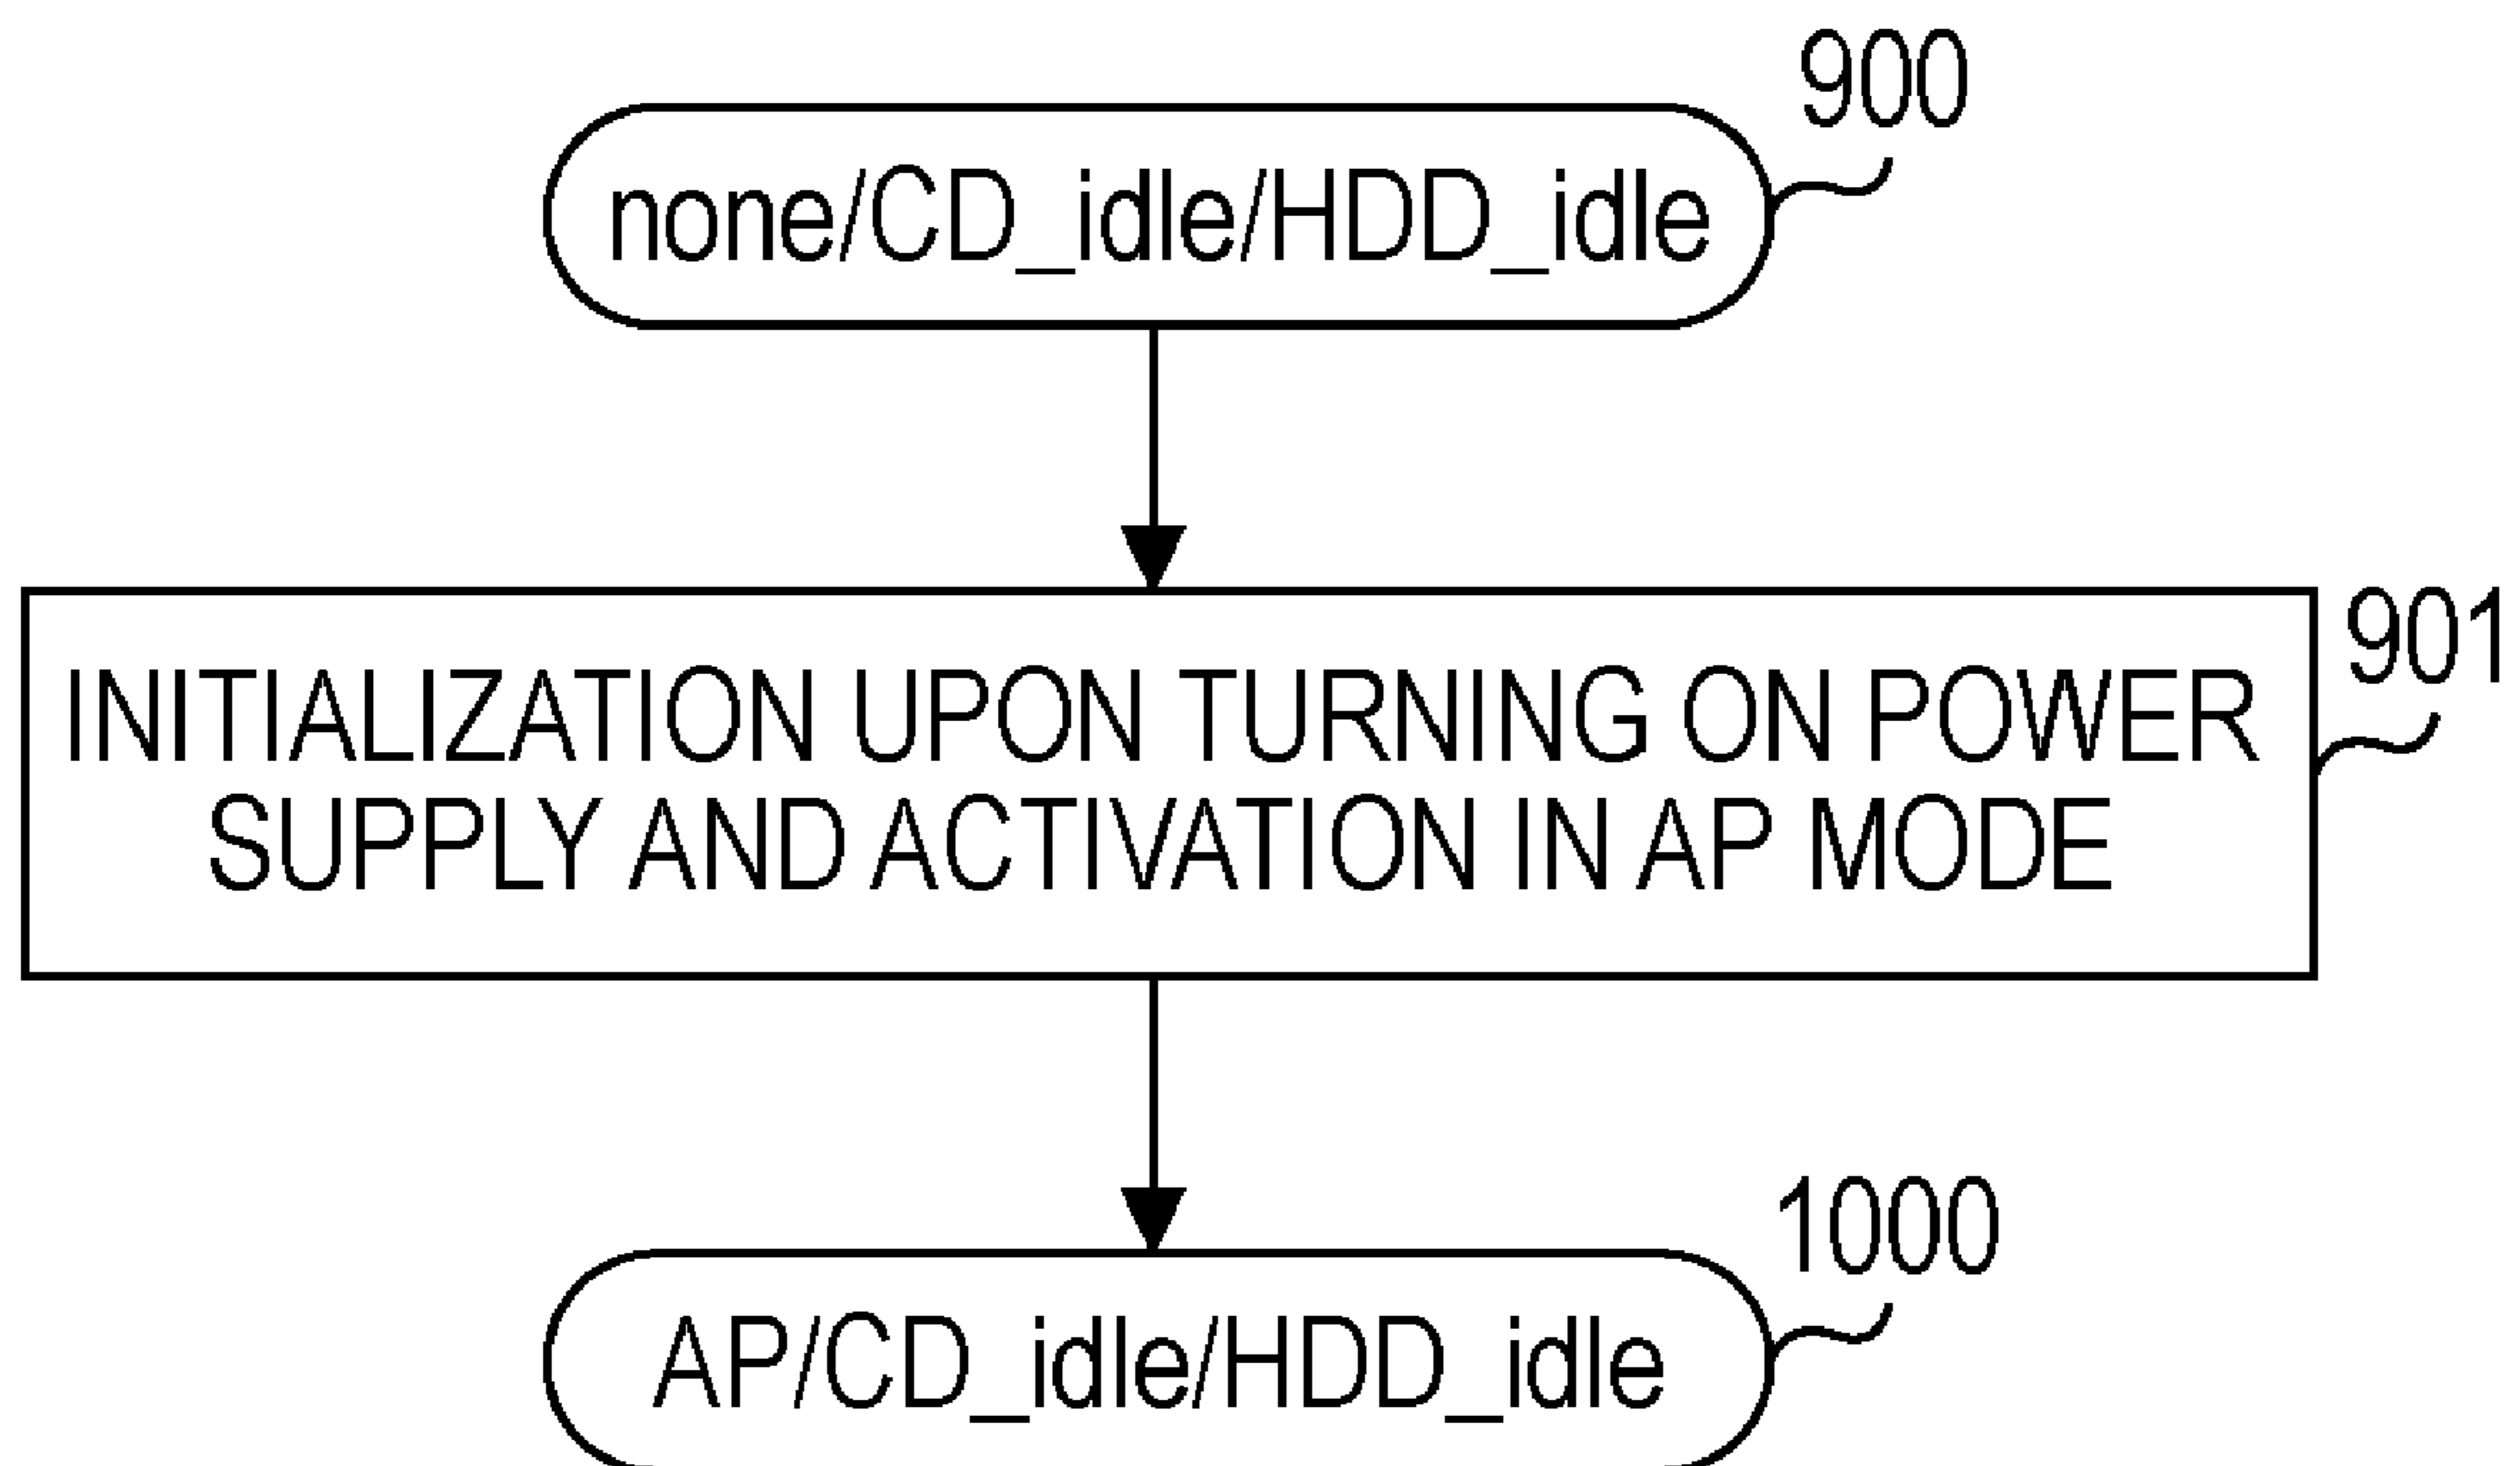 900
none/CD_idle/HDD_idle
901
INITIALIZATION UPON TURNING ON POWER
SUPPLY AND ACTIVATION IN AP MODE
1000
AP/CD_idle/HDD_idle